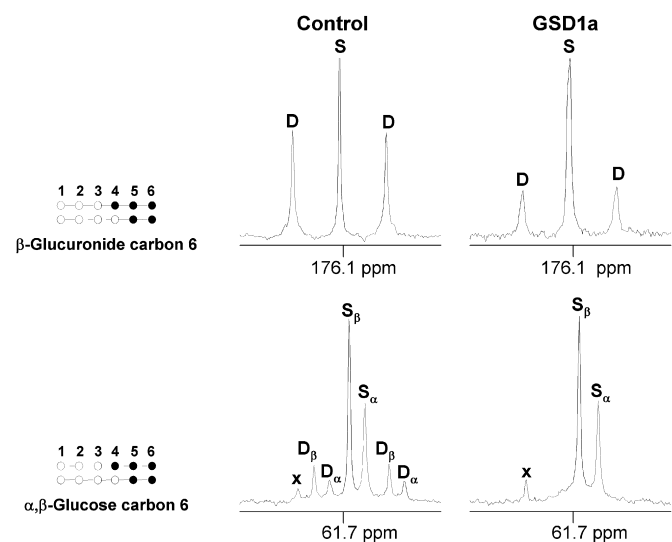 Control
GSD1a
S
D
D
S
D
D
1 2 3 4 5 6
β-Glucuronide carbon 6
176.1 ppm
176.1 ppm
Sβ
Sα
Dβ
Dα
x
Dβ
Dα
Sβ
Sα
x
1 2 3 4 5 6
α,β-Glucose carbon 6
61.7 ppm
61.7 ppm